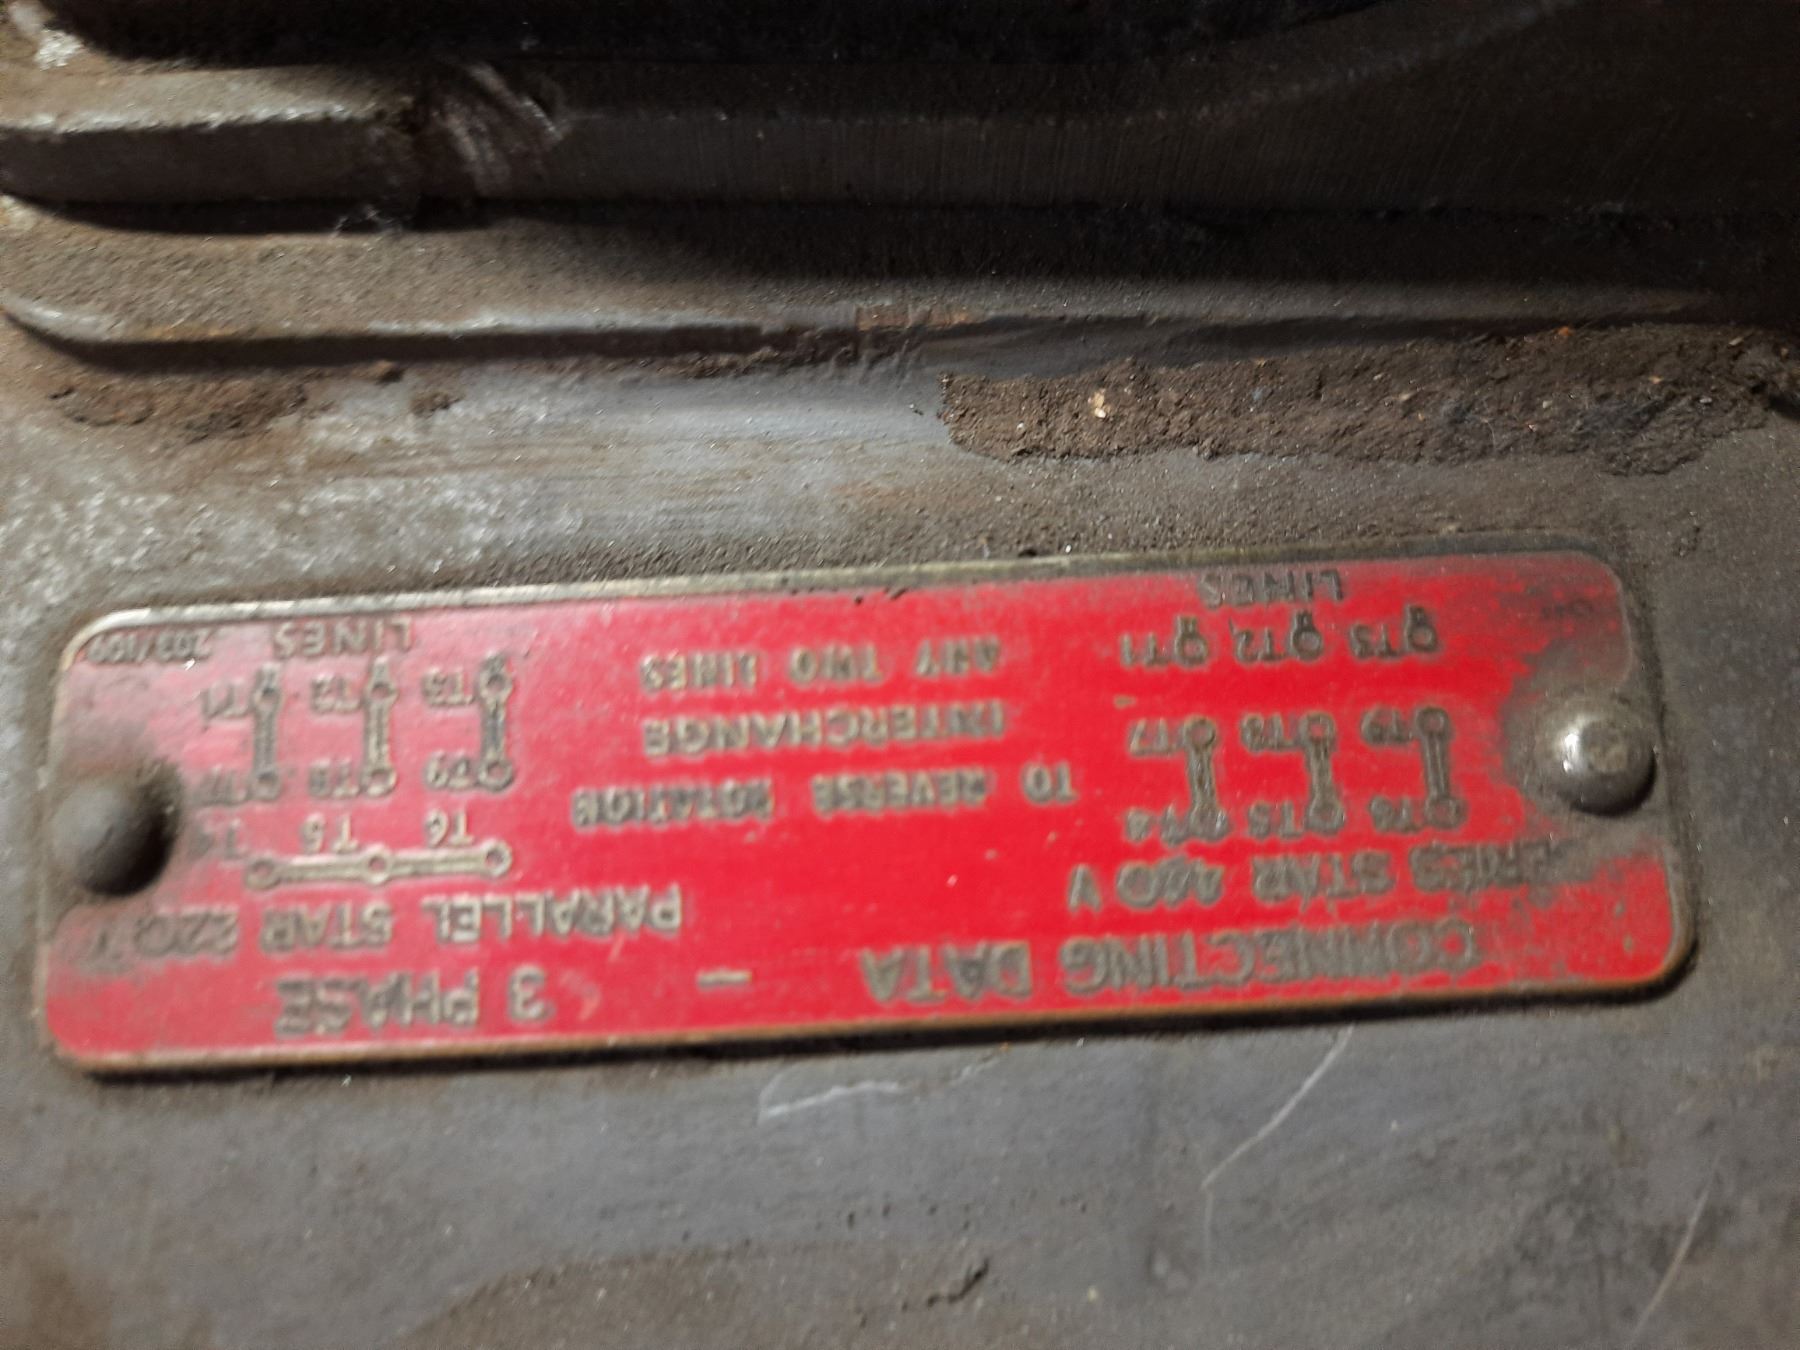 CONNECTING DATA - 3 PHASE
SERIES STAR 460 V
T6 T5 T4
T9 T8 T7
T3 T2 T1
LINES
TO REVERSE ROTATION
INTERCHANGE
ANY TWO LINES
PARALLEL STAR 220 V
T6 T5 T4
T9 T8 T7
T3 T2 T1
LINES